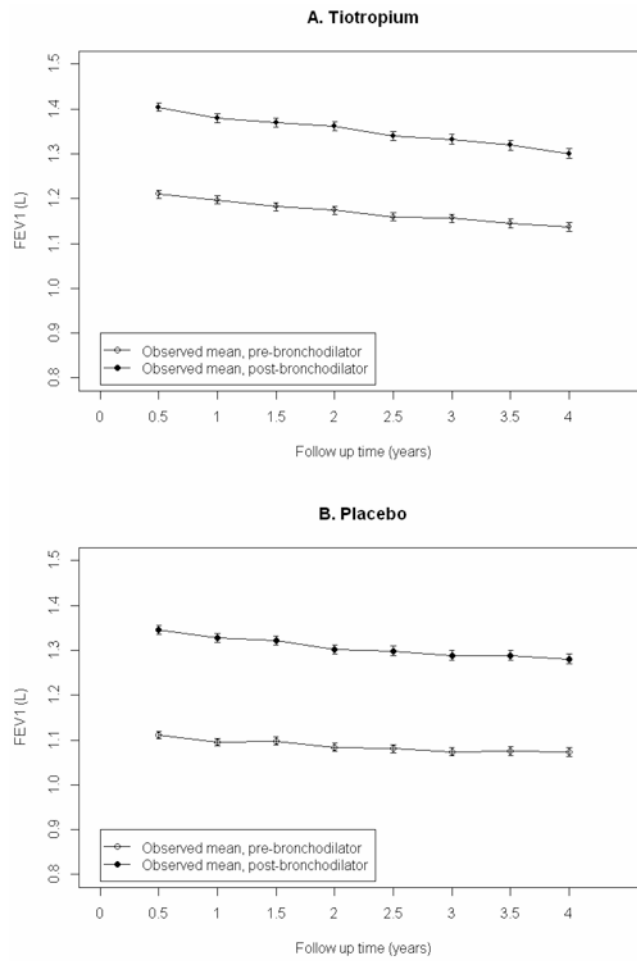 A. Tiotropium
FEV1 (L)
1.5
1.4
1.3
1.2
1.1
1.0
0.9
0.8
Observed mean, pre-bronchodilator
Observed mean, post-bronchodilator
0 0.5 1 1.5 2 2.5 3 3.5 4
Follow up time (years)
B. Placebo
FEV1 (L)
1.5
1.4
1.3
1.2
1.1
1.0
0.9
0.8
Observed mean, pre-bronchodilator
Observed mean, post-bronchodilator
0 0.5 1 1.5 2 2.5 3 3.5 4
Follow up time (years)